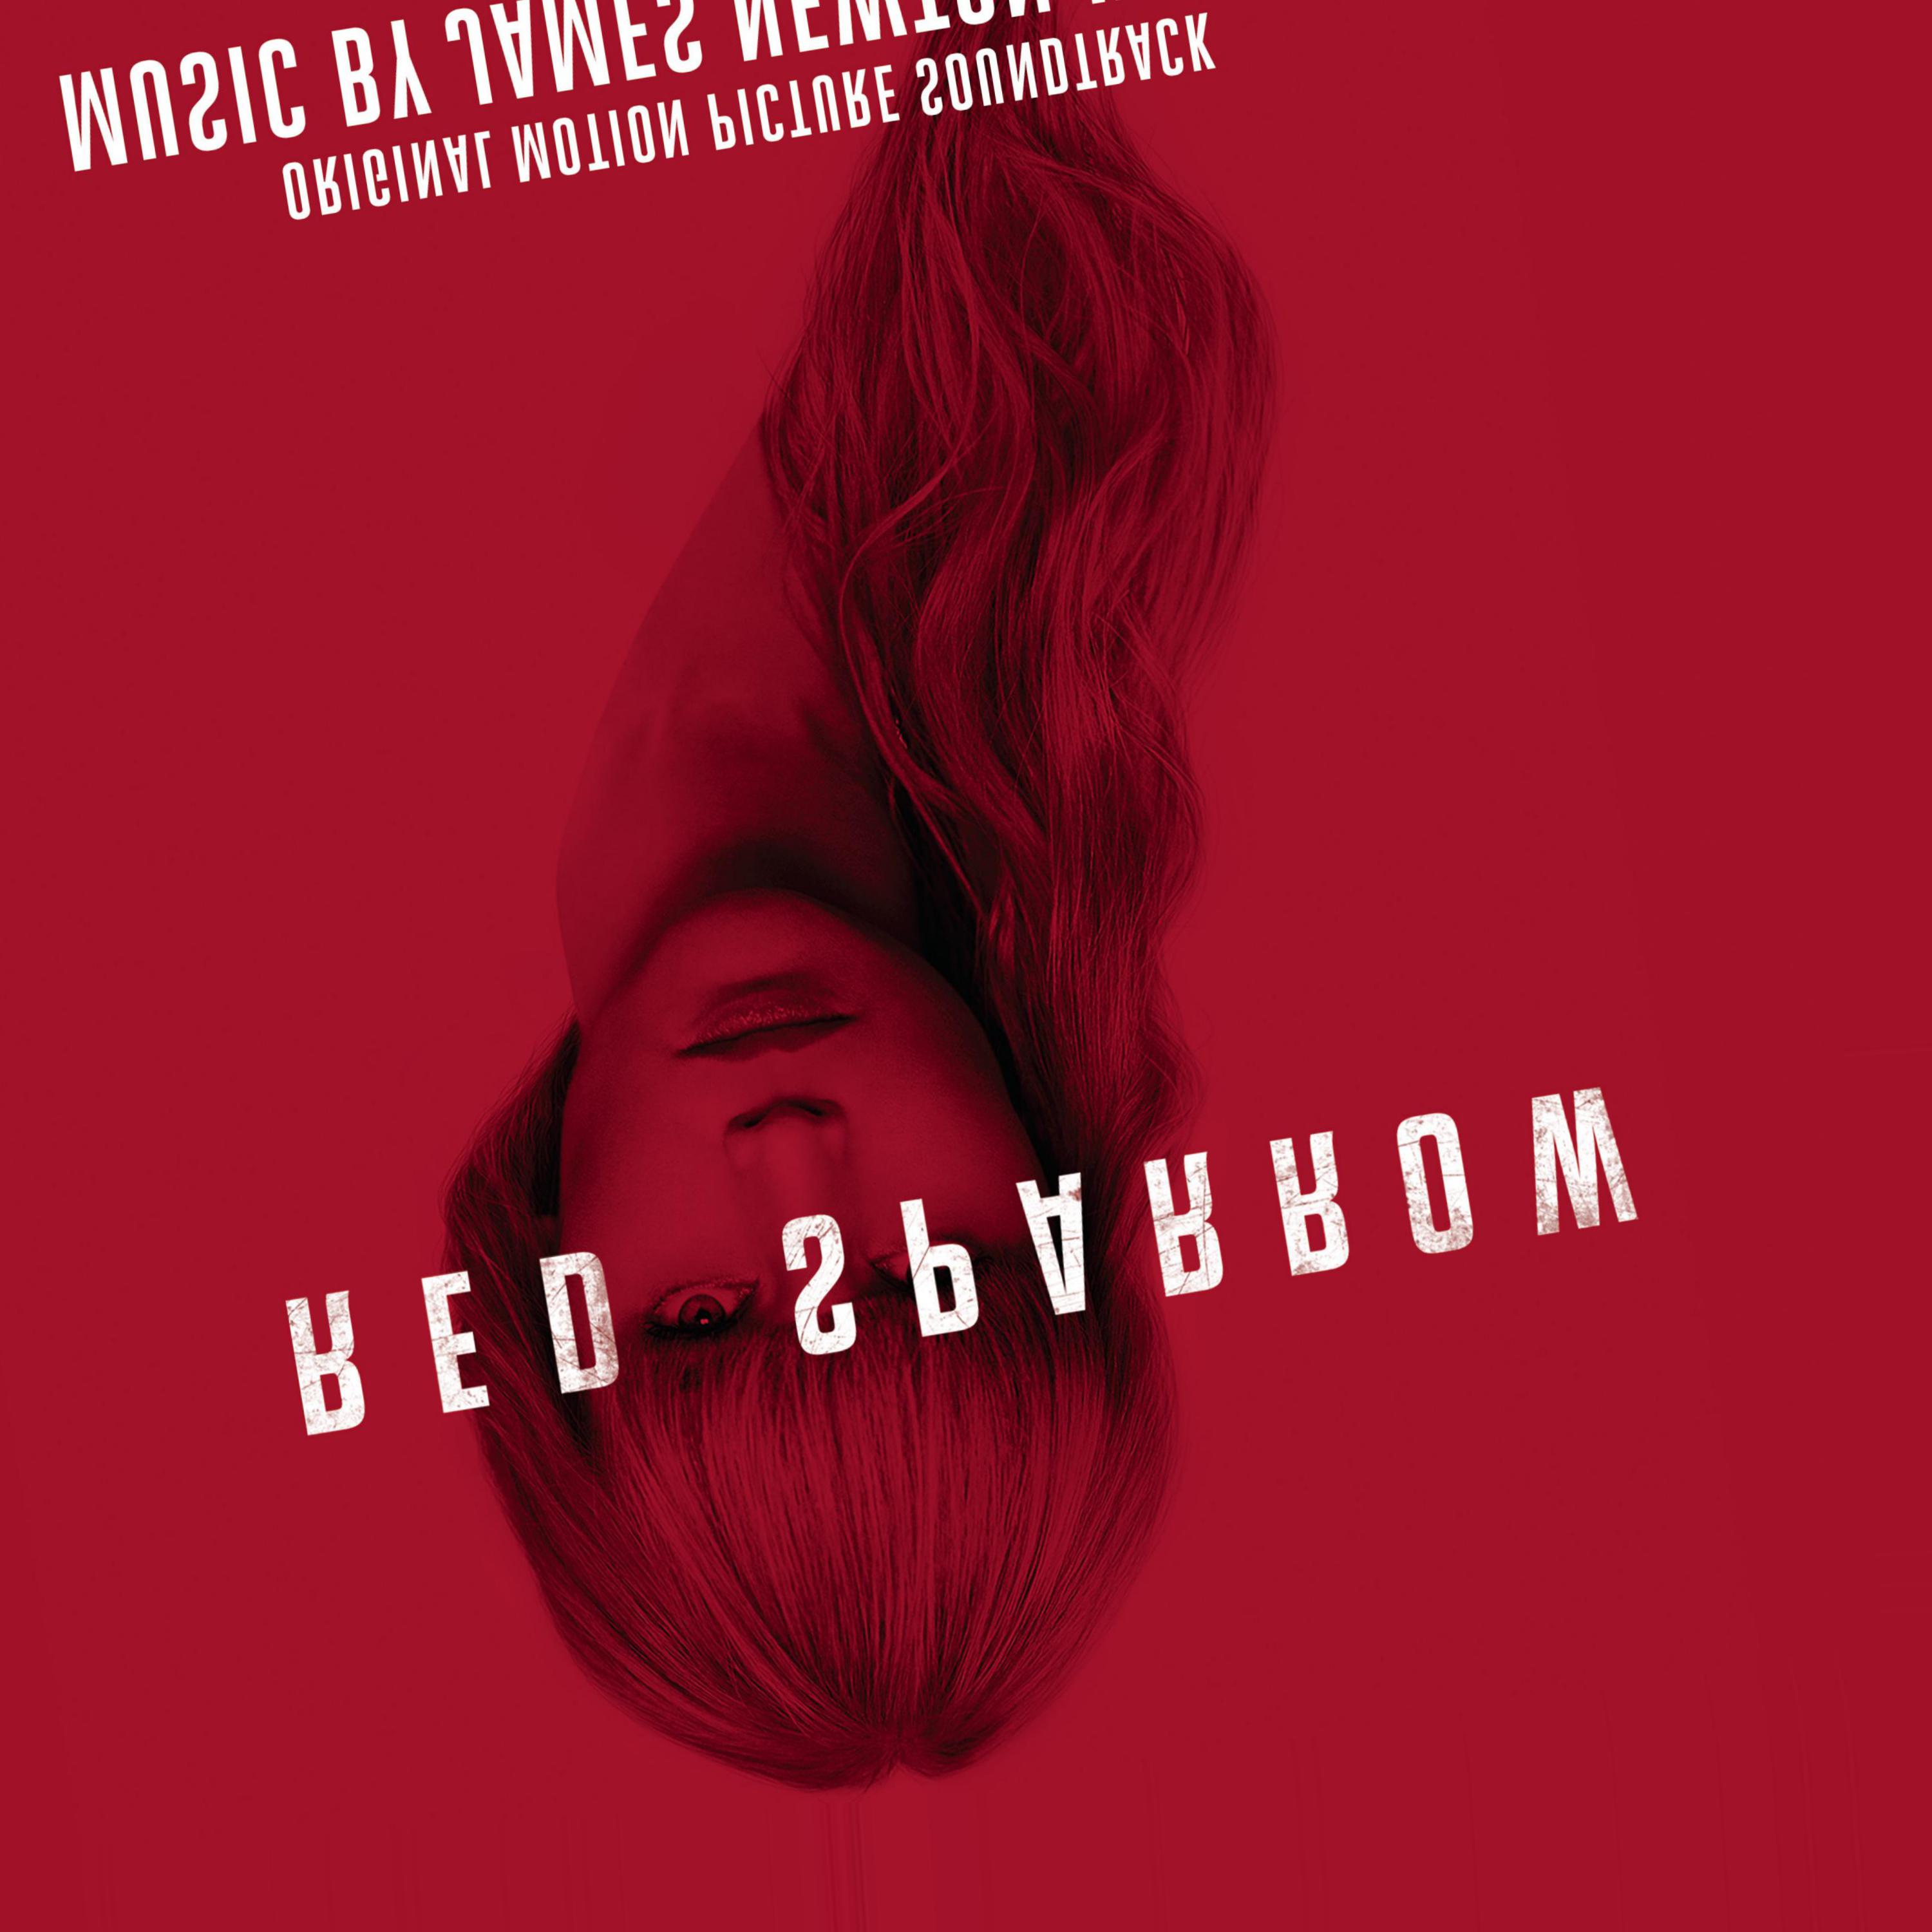 RED SPARROW
ORIGINAL MOTION PICTURE SOUNDTRACK
MUSIC BY JAMES NEWTON